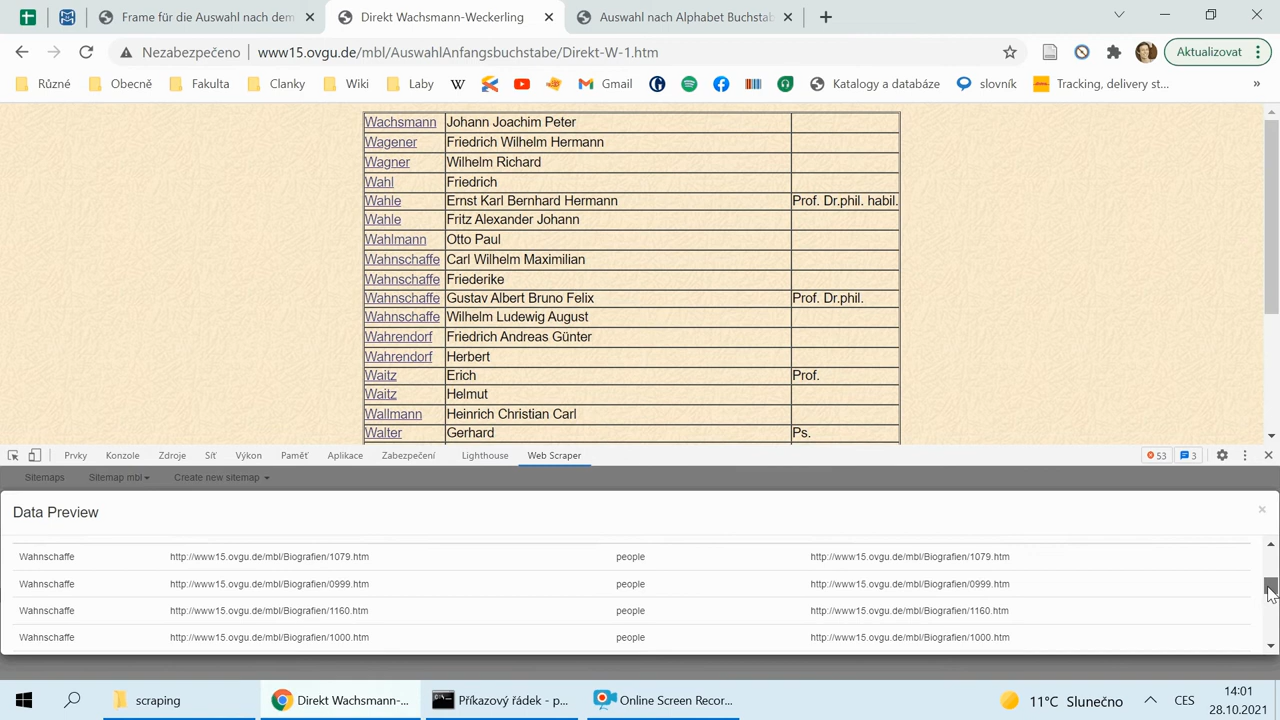 Frame für die Auswahl nach dem
Direkt Wachsmann-Weckerling
Auswahl nach Alphabet Buchstab
Nezabezpečeno www15.ovgu.de/mbl/AuswahlAnfangsbuchstabe/Direkt-W-1.htm Aktualizovat
Různé Obecně Fakulta Clanky Wiki Laby Gmail Katalogy a databáze slovník Tracking, delivery st... »
Wachsmann Johann Joachim Peter
Wagener Friedrich Wilhelm Hermann
Wagner Wilhelm Richard
Wahl Friedrich
Wahle Ernst Karl Bernhard Hermann Prof. Dr.phil. habil.
Wahle Fritz Alexander Johann
Wahlmann Otto Paul
Wahnschaffe Carl Wilhelm Maximilian
Wahnschaffe Friederike
Wahnschaffe Gustav Albert Bruno Felix Prof. Dr.phil.
Wahnschaffe Wilhelm Ludewig August
Wahrendorf Friedrich Andreas Günter
Wahrendorf Herbert
Waitz Erich Prof.
Waitz Helmut
Wallmann Heinrich Christian Carl
Walter Gerhard Ps.
Prvky Konzole Zdroje Síť Výkon Paměť Aplikace Zabezpečení Lighthouse Web Scraper 53 3
Sitemaps Sitemap mbl Create new sitemap
Data Preview ×
Wahnschaffe http://www15.ovgu.de/mbl/Biografien/1079.htm people http://www15.ovgu.de/mbl/Biografien/1079.htm
Wahnschaffe http://www15.ovgu.de/mbl/Biografien/0999.htm people http://www15.ovgu.de/mbl/Biografien/0999.htm
Wahnschaffe http://www15.ovgu.de/mbl/Biografien/1160.htm people http://www15.ovgu.de/mbl/Biografien/1160.htm
Wahnschaffe http://www15.ovgu.de/mbl/Biografien/1000.htm people http://www15.ovgu.de/mbl/Biografien/1000.htm
scraping Direkt Wachsmann-... Příkazový řádek - p... Online Screen Recor... 11°C Slunečno CES 14:01
28.10.2021